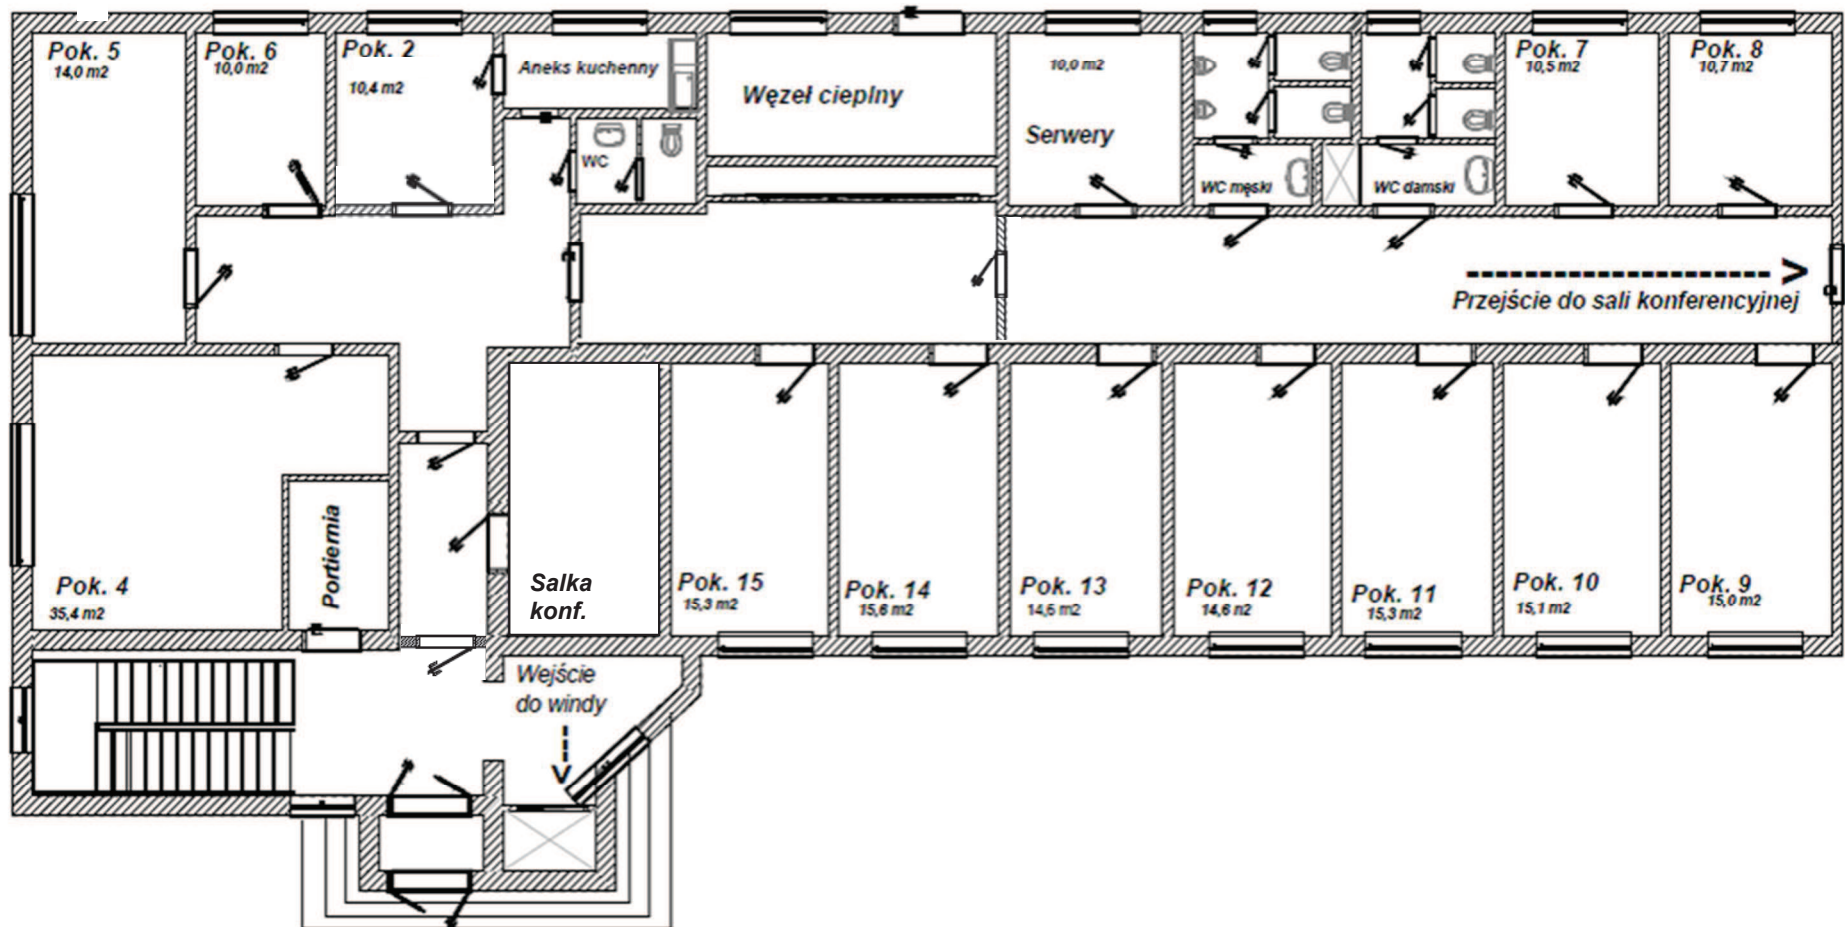 Pok. 5
14,0 m2
Pok. 6
10,0 m2
Pok. 2
10,4 m2
Aneks kuchenny
WC
Węzeł cieplny
10,0 m2
Serwery
WC męski
WC damski
Pok. 7
10,5 m2
Pok. 8
10,7 m2
--------------------->
Przejście do sali konferencyjnej
Pok. 4
35,4 m2
Portiernia
Salka
konf.
Pok. 15
15,3 m2
Pok. 14
15,6 m2
Pok. 13
14,6 m2
Pok. 12
14,6 n2
Pok. 11
15,3 m2
Pok. 10
15,1 m2
Pok. 9
15,0 m2
Wejście
do windy